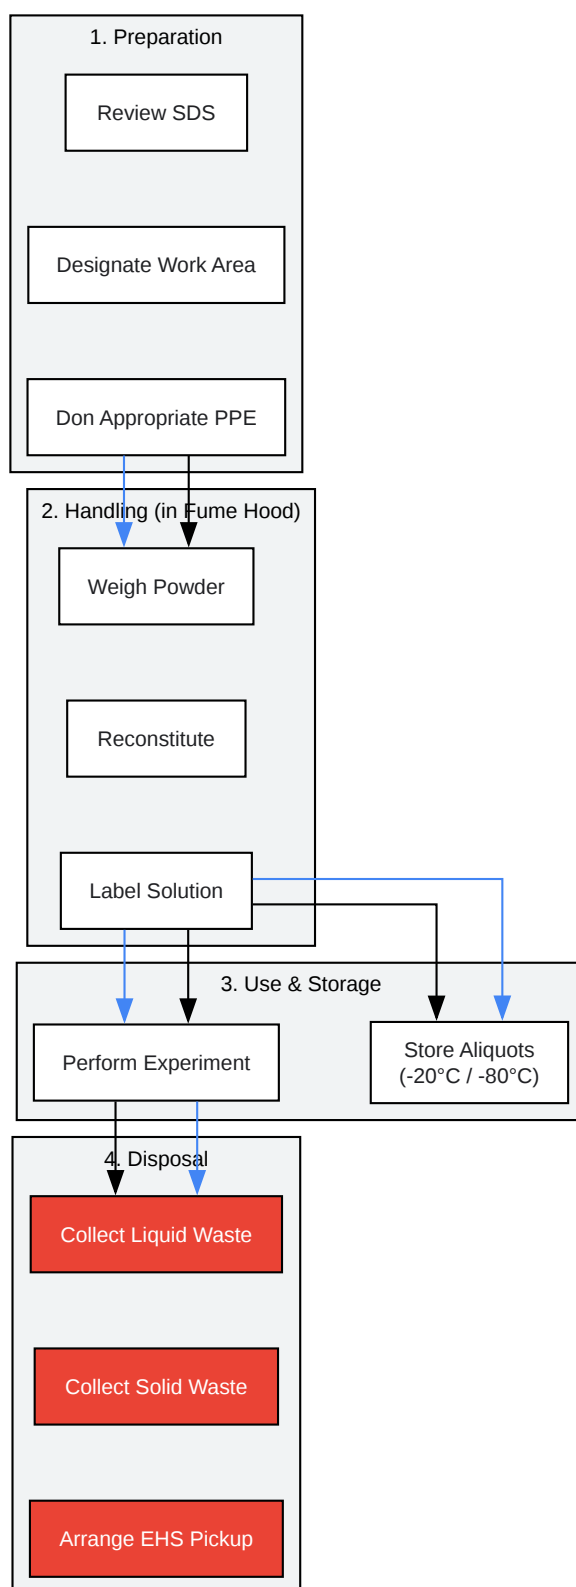 1. Preparation
Review SDS
Designate Work Area
Don Appropriate PPE
2. Handling (in Fume Hood)
Weigh Powder
Reconstitute
Label Solution
3. Use & Storage
Perform Experiment
Store Aliquots
(-20°C / -80°C)
4. Disposal
Collect Liquid Waste
Collect Solid Waste
Arrange EHS Pickup